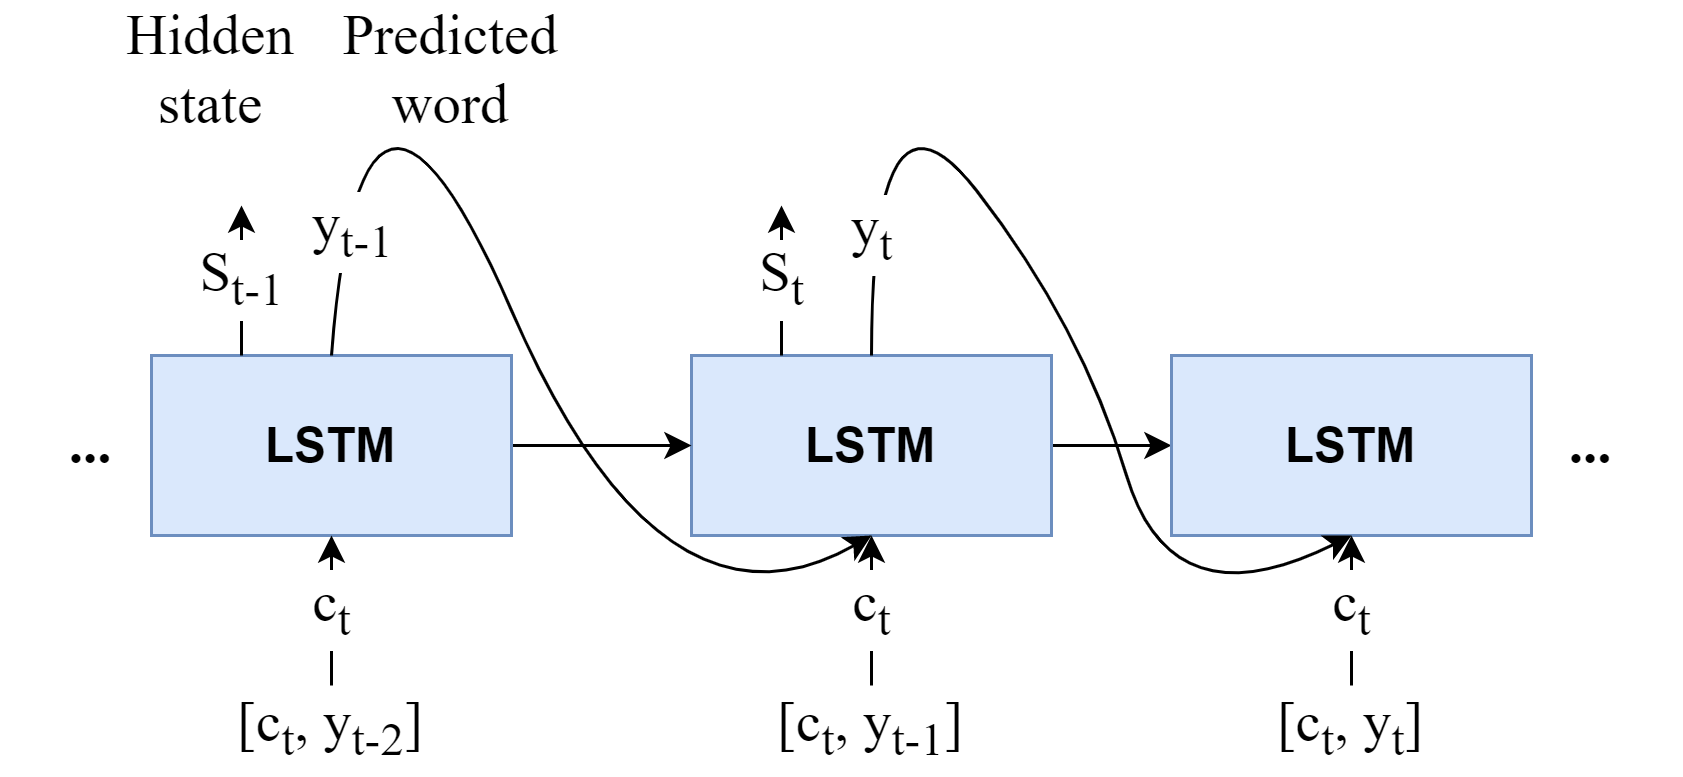 Hidden Predicted
state word
S_{t-1} y_{t-1} S_t y_t
... LSTM LSTM LSTM ...
c_t c_t c_t
[c_t, y_{t-2}] [c_t, y_{t-1}] [c_t, y_t]